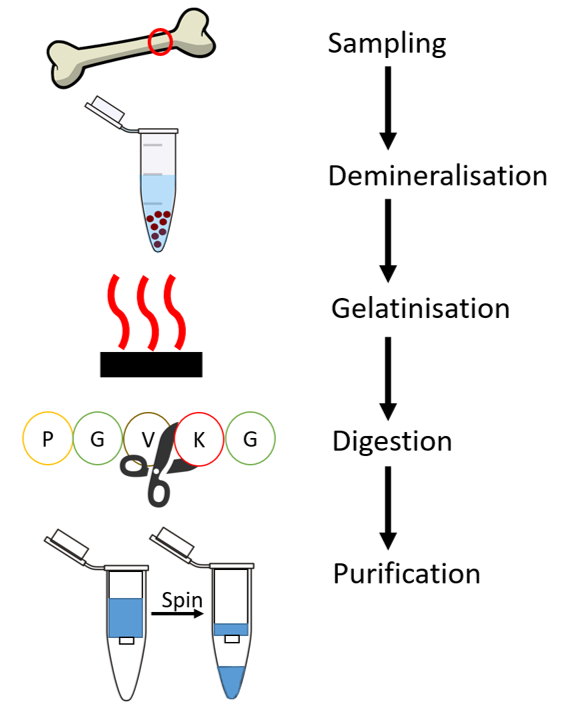 Sampling
Demineralisation
Gelatinisation
P G V K G
Digestion
Purification
Spin